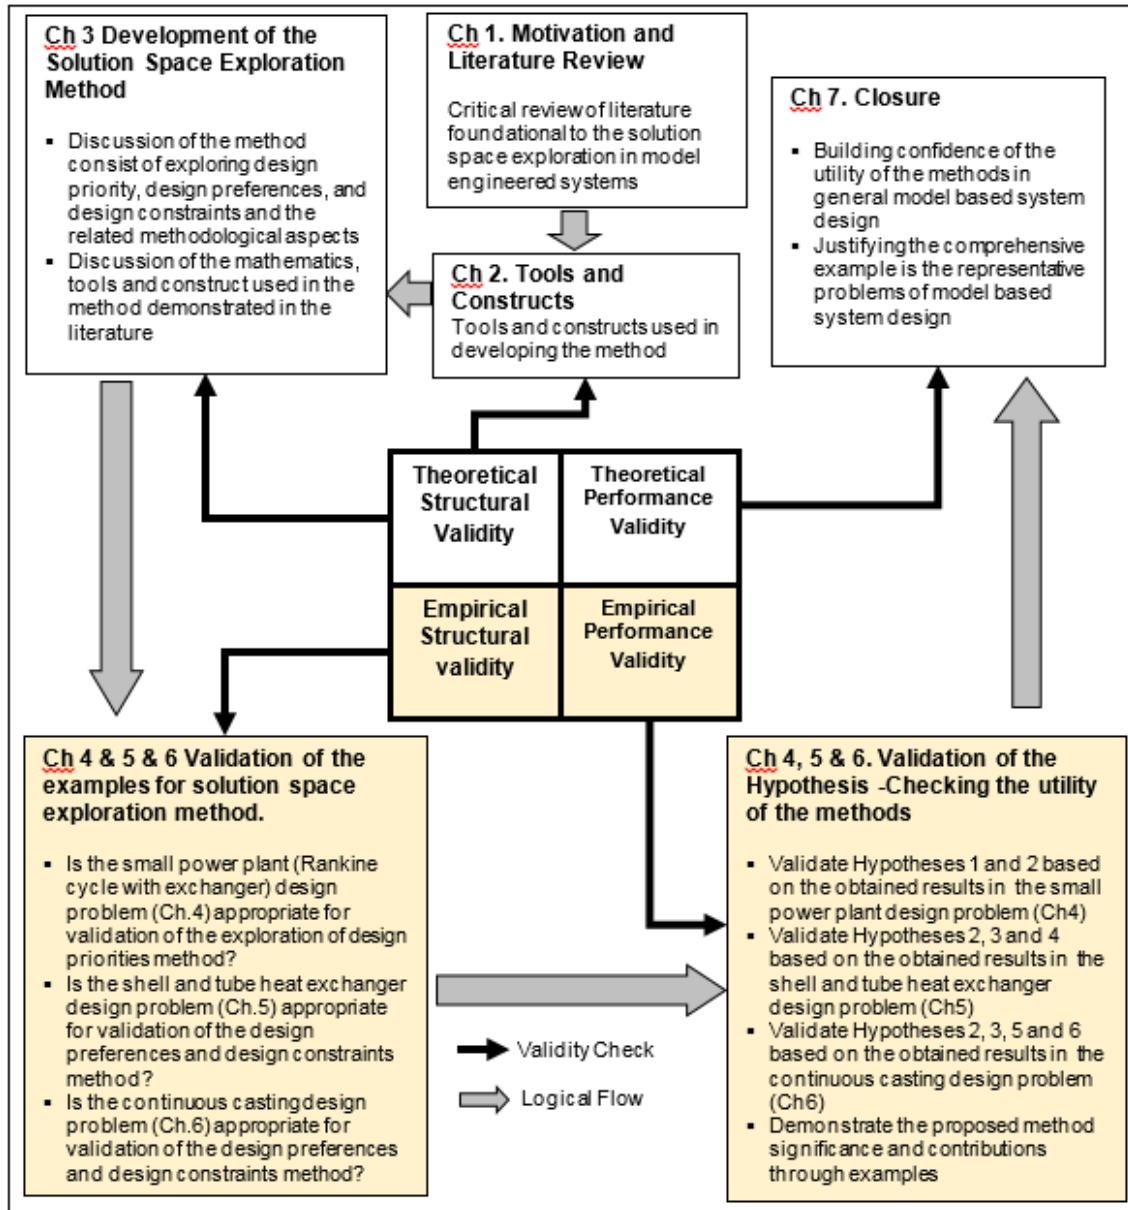 Ch 3 Development of the
Solution Space Exploration
Method
▪ Discussion of the method
consist of exploring design
priority, design preferences, and
design constraints and the
related methodological aspects
▪ Discussion of the mathematics,
tools and construct used in the
method demonstrated in the
literature
Ch 1. Motivation and
Literature Review
Critical review of literature
foundational to the solution
space exploration in model
engineered systems
Ch 2. Tools and
Constructs
Tools and constructs used in
developing the method
Ch 7. Closure
▪ Building confidence of the
utility of the methods in
general model based system
design
▪ Justifying the comprehensive
example is the representative
problems of model based
system design
Theoretical
Structural
Validity
Theoretical
Performance
Validity
Empirical
Structural
validity
Empirical
Performance
Validity
Ch 4 & 5 & 6 Validation of the
examples for solution space
exploration method.
▪ Is the small power plant (Rankine
cycle with exchanger) design
problem (Ch.4) appropriate for
validation of the exploration of design
priorities method?
▪ Is the shell and tube heat exchanger
design problem (Ch.5) appropriate
for validation of the design
preferences and design constraints
method?
▪ Is the continuous casting design
problem (Ch.6) appropriate for
validation of the design preferences
and design constraints method?
Validity Check
Logical Flow
Ch 4, 5 & 6. Validation of the
Hypothesis -Checking the utility
of the methods
▪ Validate Hypotheses 1 and 2 based
on the obtained results in the small
power plant design problem (Ch4)
▪ Validate Hypotheses 2, 3 and 4
based on the obtained results in the
shell and tube heat exchanger
design problem (Ch5)
▪ Validate Hypotheses 2, 3, 5 and 6
based on the obtained results in the
continuous casting design problem
(Ch6)
▪ Demonstrate the proposed method
significance and contributions
through examples